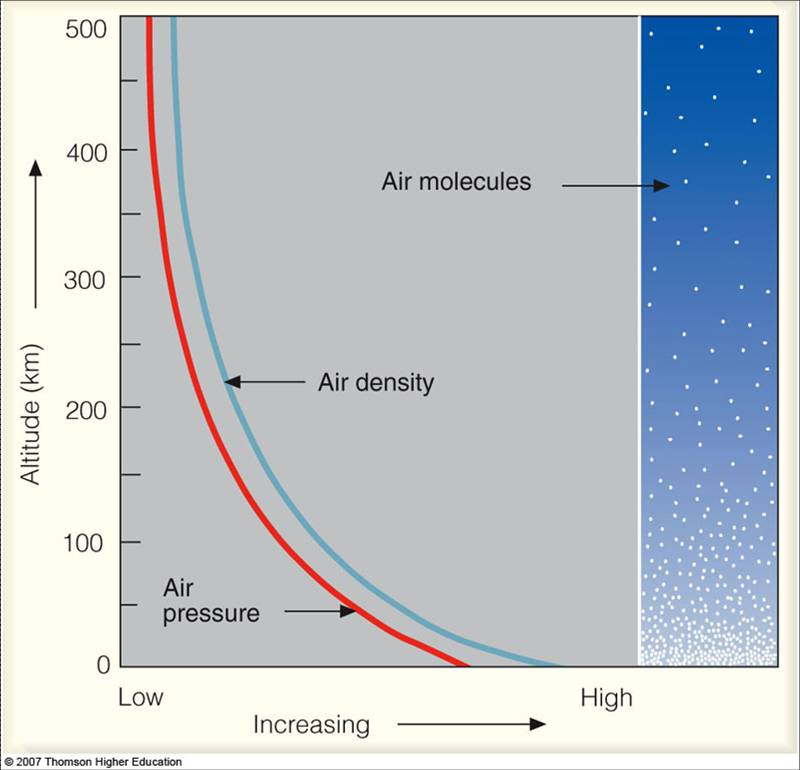 500
400
300
200
100
0
Altitude (km)
Air molecules
Air density
Air
pressure
Low
High
Increasing
© 2007 Thomson Higher Education